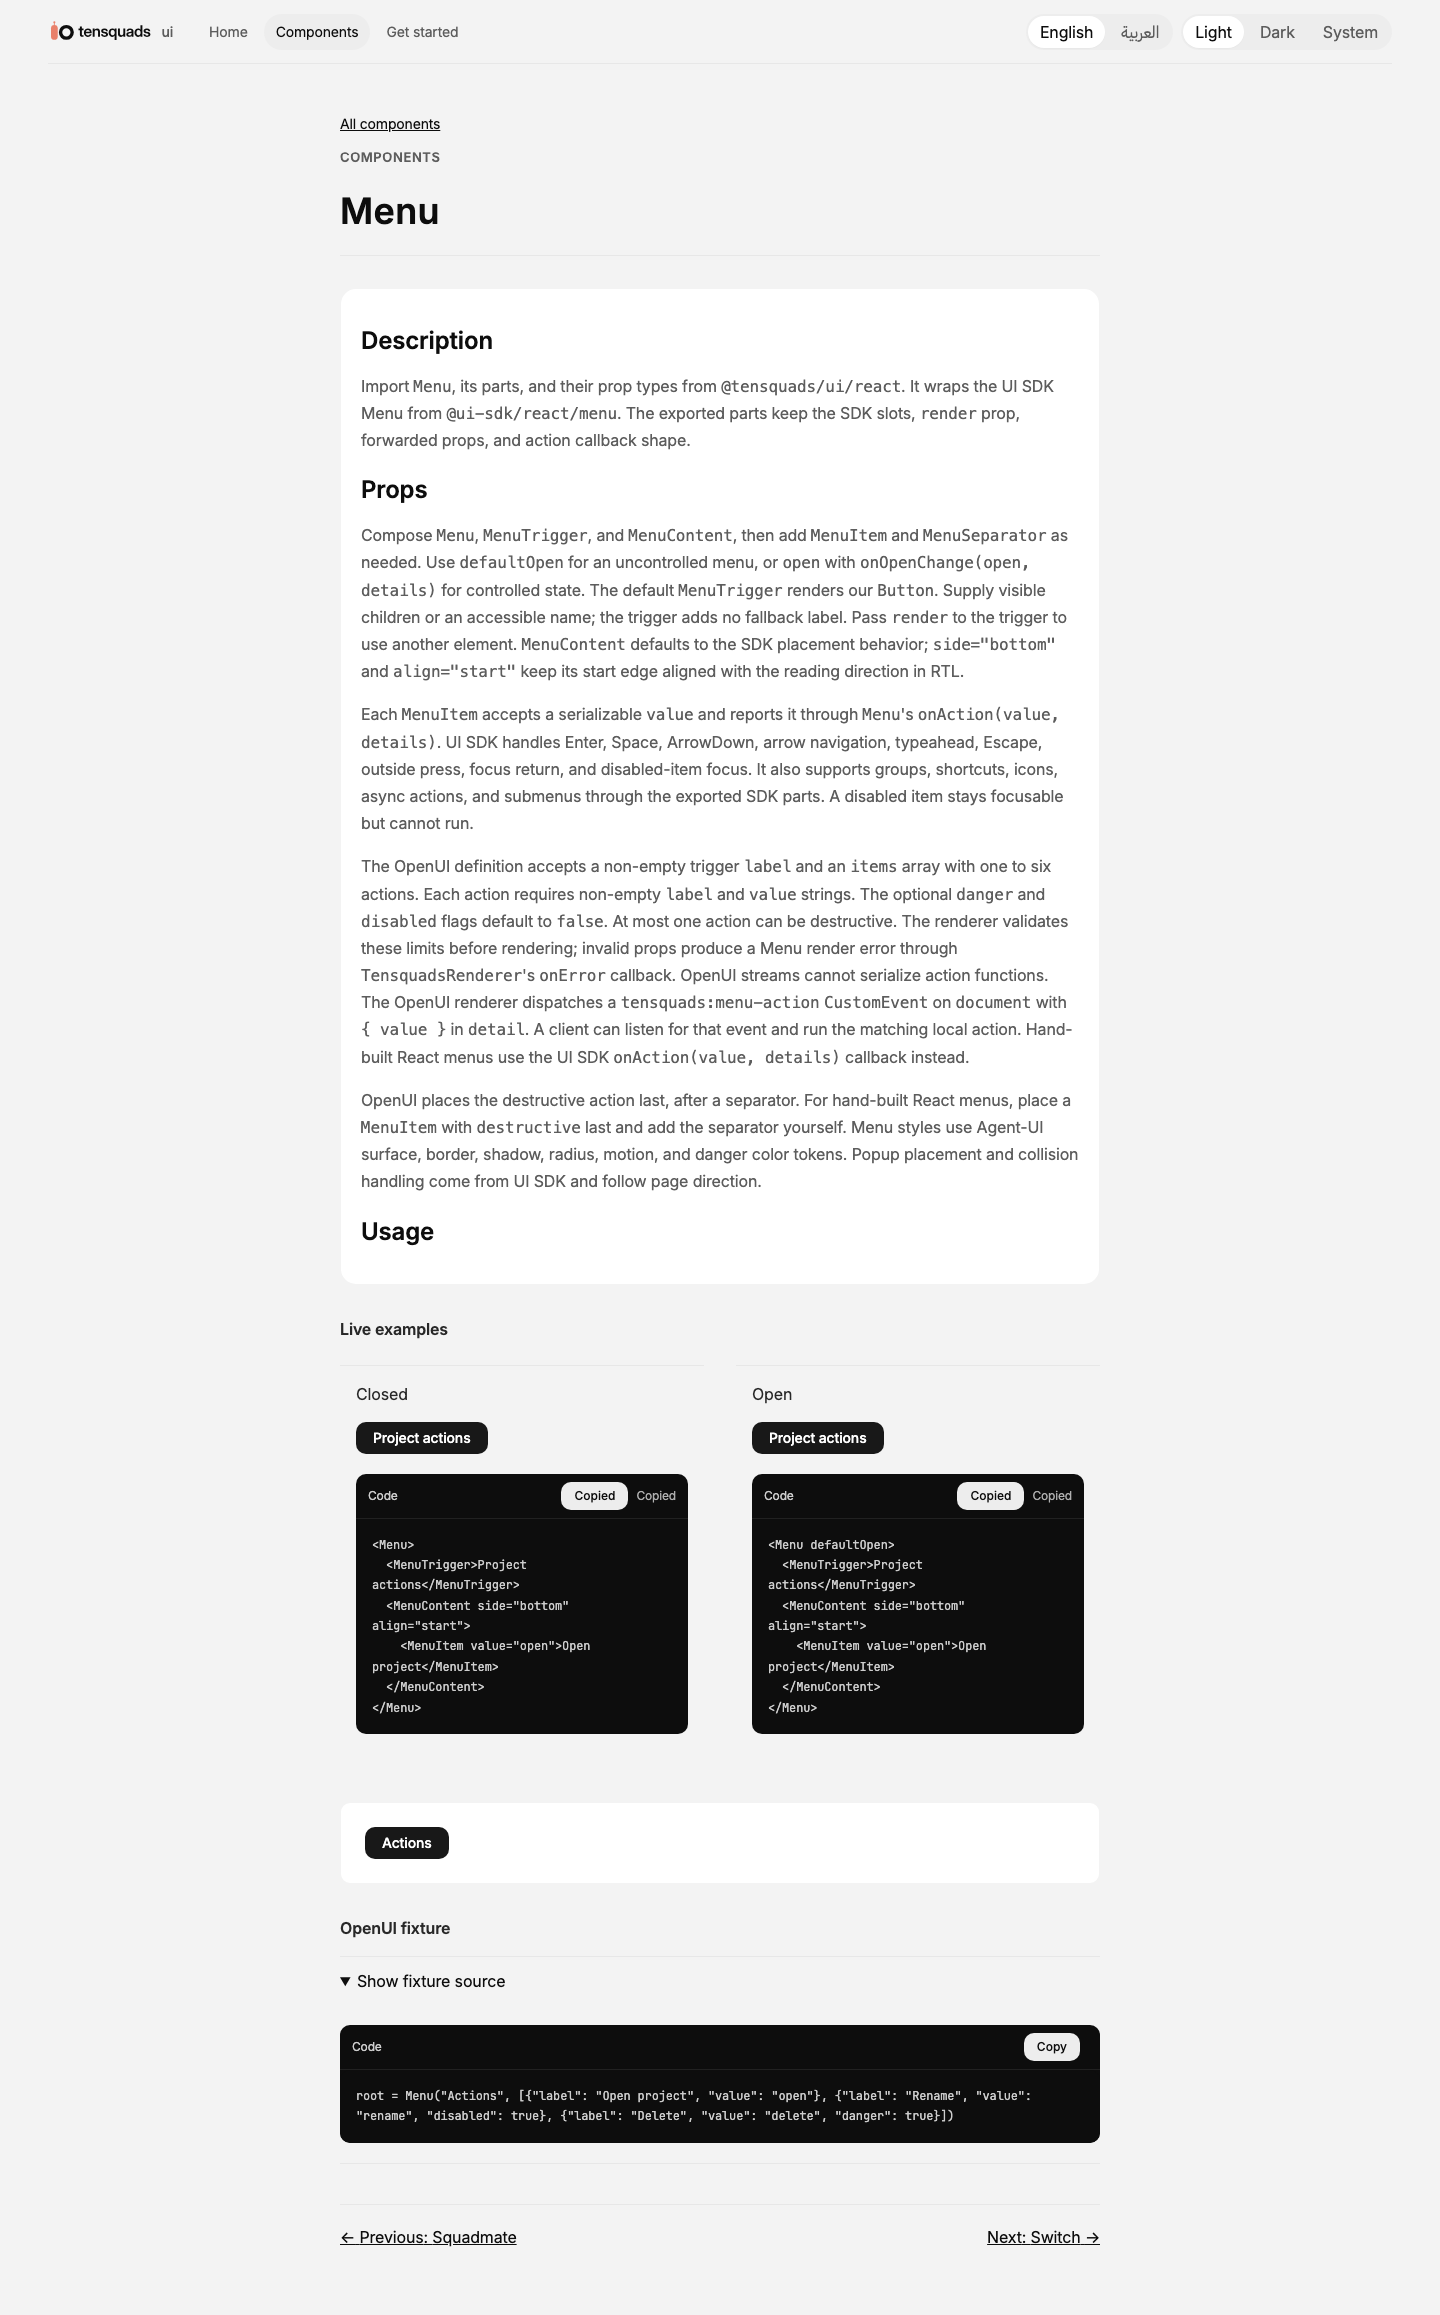 tensquads ui
Home
Components
Get started
English
العربية
Light
Dark
System
All components
COMPONENTS
Menu
Description
Import Menu, its parts, and their prop types from @tensquads/ui/react. It wraps the UI SDK
Menu from @ui-sdk/react/menu. The exported parts keep the SDK slots, render prop,
forwarded props, and action callback shape.
Props
Compose Menu, MenuTrigger, and MenuContent, then add MenuItem and MenuSeparator as
needed. Use defaultOpen for an uncontrolled menu, or open with onOpenChange(open,
details) for controlled state. The default MenuTrigger renders our Button. Supply visible
children or an accessible name; the trigger adds no fallback label. Pass render to the trigger to
use another element. MenuContent defaults to the SDK placement behavior; side="bottom"
and align="start" keep its start edge aligned with the reading direction in RTL.
Each MenuItem accepts a serializable value and reports it through Menu's onAction(value,
details). UI SDK handles Enter, Space, ArrowDown, arrow navigation, typeahead, Escape,
outside press, focus return, and disabled-item focus. It also supports groups, shortcuts, icons,
async actions, and submenus through the exported SDK parts. A disabled item stays focusable
but cannot run.
The OpenUI definition accepts a non-empty trigger label and an items array with one to six
actions. Each action requires non-empty label and value strings. The optional danger and
disabled flags default to false. At most one action can be destructive. The renderer validates
these limits before rendering; invalid props produce a Menu render error through
TensquadsRenderer's onError callback. OpenUI streams cannot serialize action functions.
The OpenUI renderer dispatches a tensquads:menu-action CustomEvent on document with
{ value } in detail. A client can listen for that event and run the matching local action. Hand-
built React menus use the UI SDK onAction(value, details) callback instead.
OpenUI places the destructive action last, after a separator. For hand-built React menus, place a
MenuItem with destructive last and add the separator yourself. Menu styles use Agent-UI
surface, border, shadow, radius, motion, and danger color tokens. Popup placement and collision
handling come from UI SDK and follow page direction.
Usage
Live examples
Closed
Project actions
Code
Copied
Copied
<Menu>
  <MenuTrigger>Project
actions</MenuTrigger>
  <MenuContent side="bottom"
align="start">
    <MenuItem value="open">Open
project</MenuItem>
  </MenuContent>
</Menu>
Open
Project actions
Code
Copied
Copied
<Menu defaultOpen>
  <MenuTrigger>Project
actions</MenuTrigger>
  <MenuContent side="bottom"
align="start">
    <MenuItem value="open">Open
project</MenuItem>
  </MenuContent>
</Menu>
Actions
OpenUI fixture
▼ Show fixture source
Code
Copy
root = Menu("Actions", [{"label": "Open project", "value": "open"}, {"label": "Rename", "value":
"rename", "disabled": true}, {"label": "Delete", "value": "delete", "danger": true}])
← Previous: Squadmate
Next: Switch →